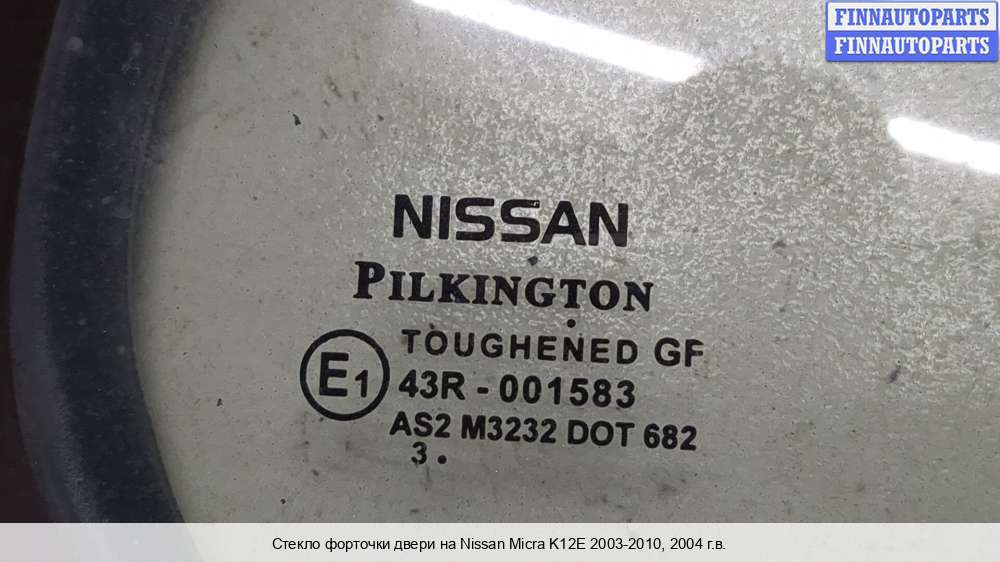 FINNAUTOPARTS
FINNAUTOPARTS
NISSAN
PILKINGTON
TOUGHENED GF
E1 43R - 001583
AS2 M3232 DOT 682
3 .
Стекло форточки двери на Nissan Micra K12E 2003-2010, 2004 г.в.